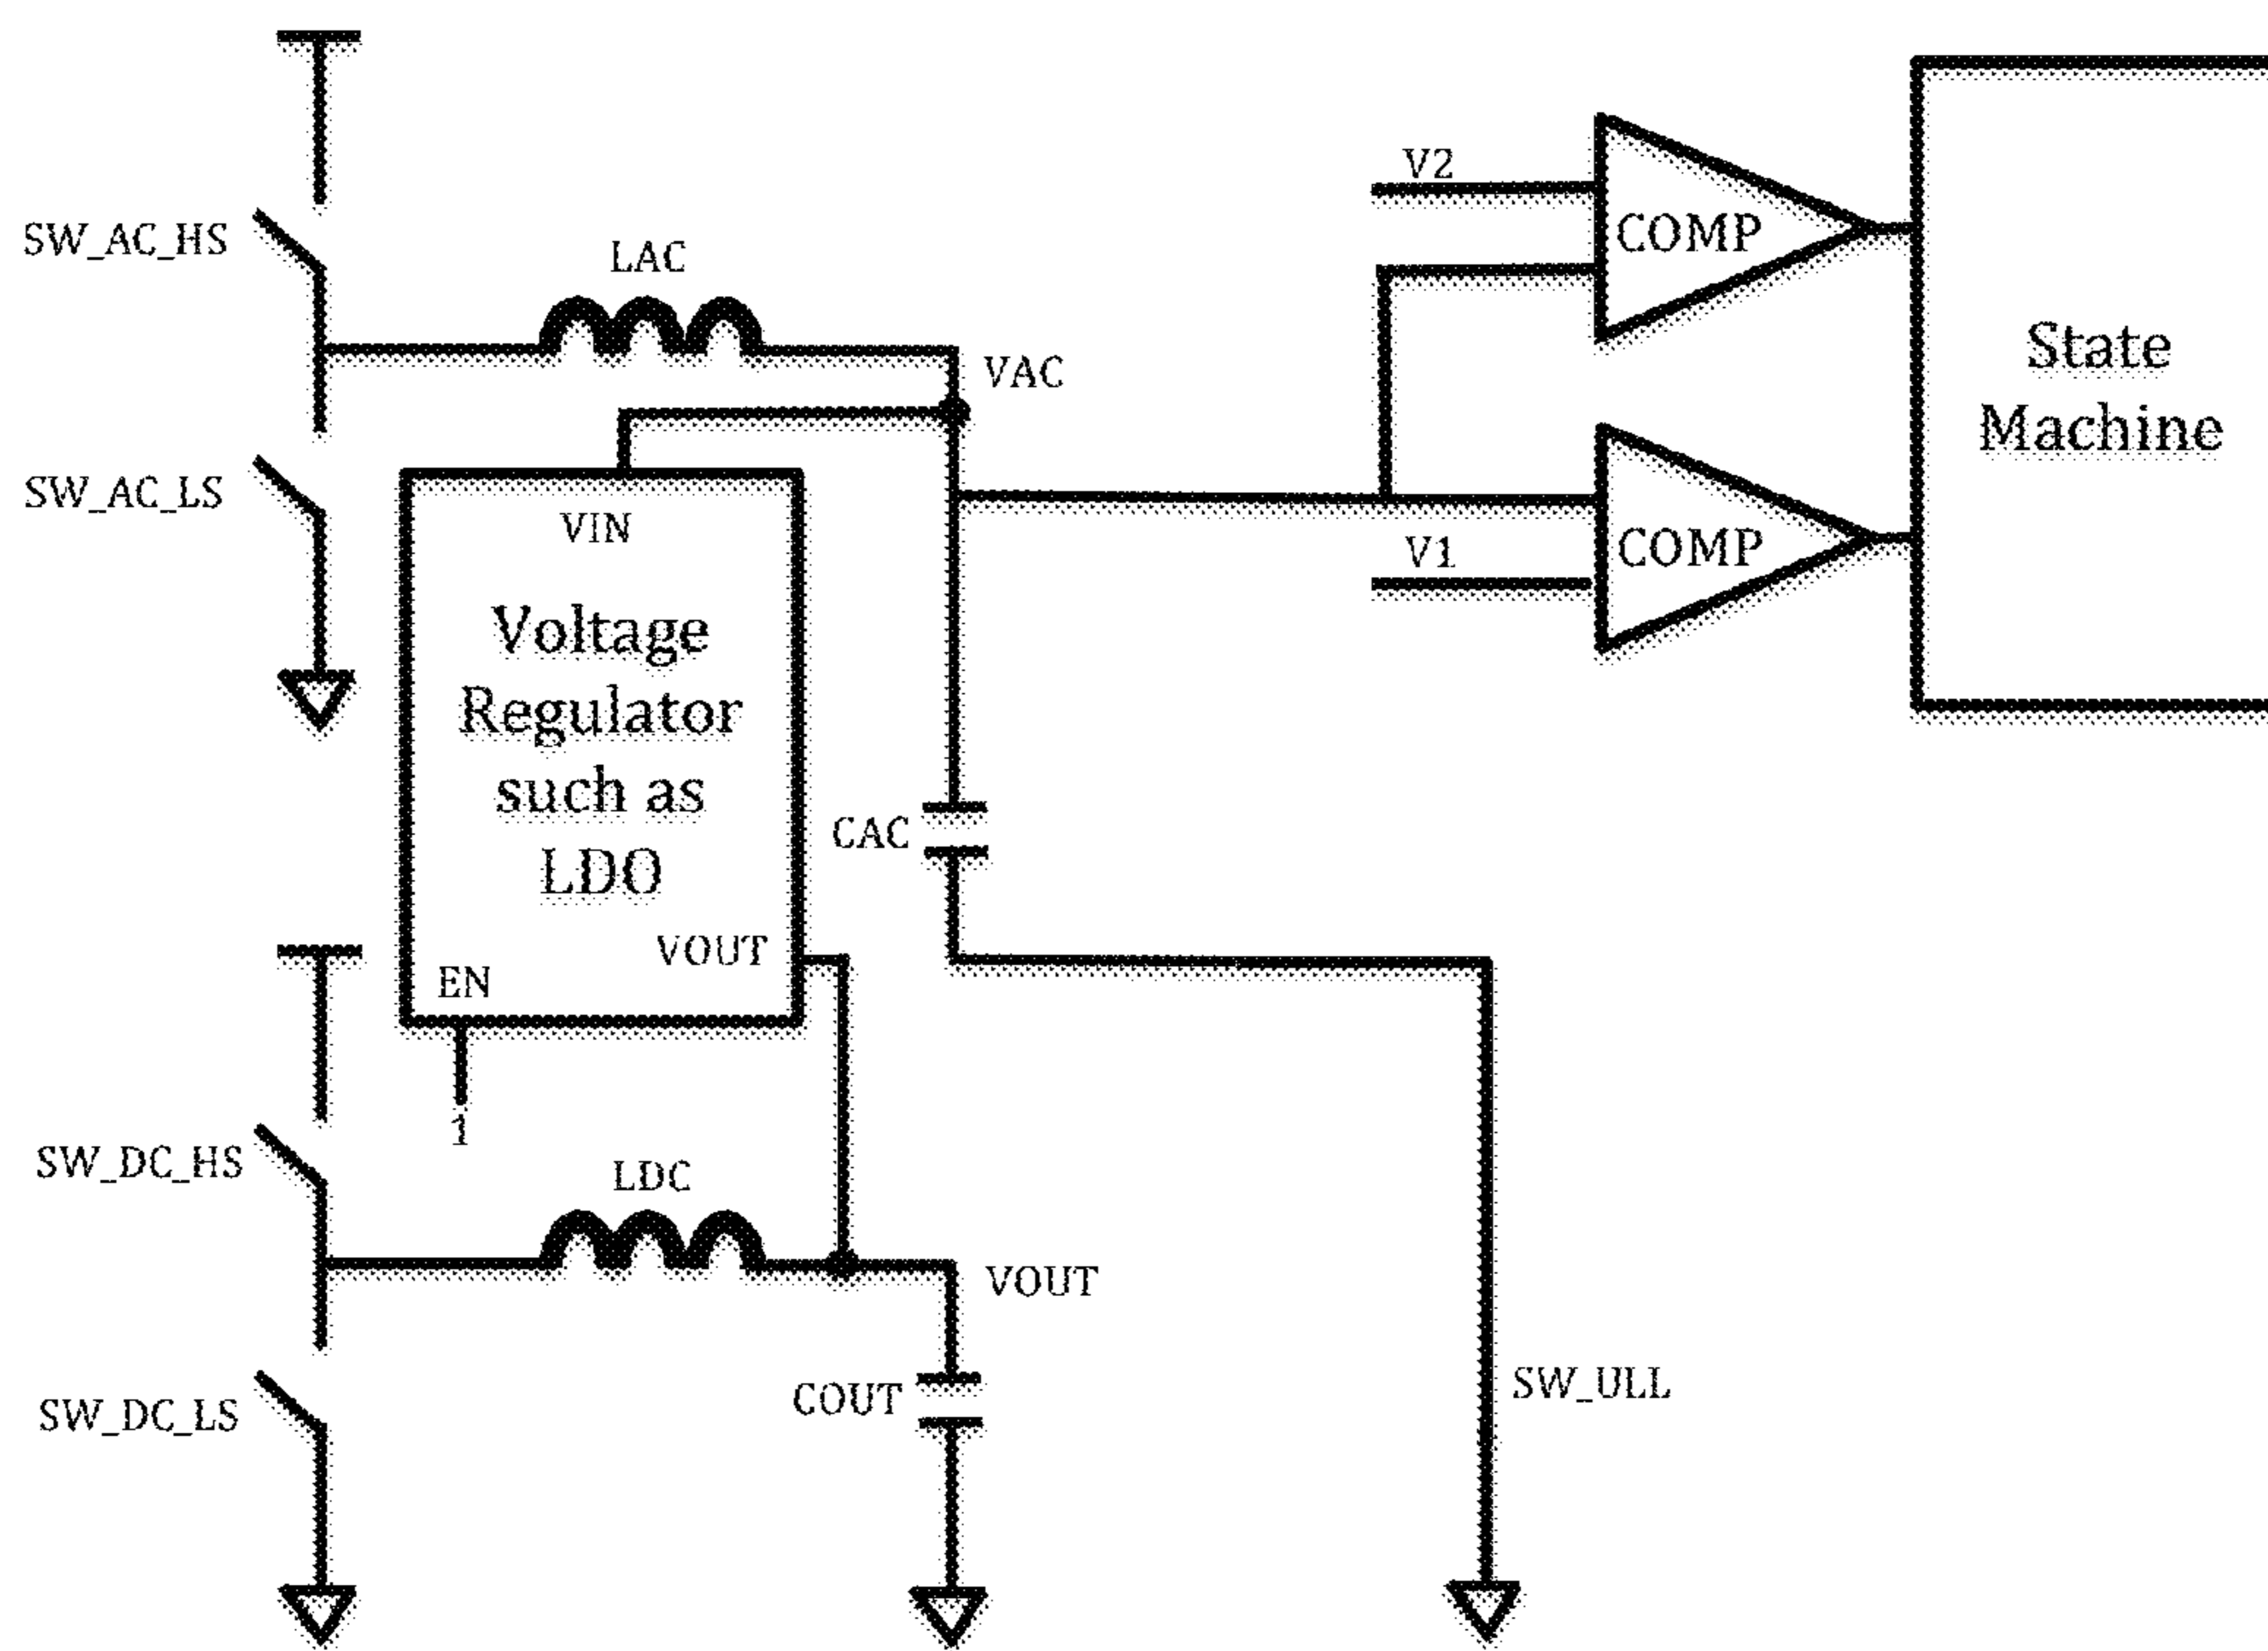 V2
COMP
SW_AC_HS
LAC
State
Machine
VAC
SW_AC_LS
VIN
V1
COMP
Voltage
Regulator
such as
LDO
CAC
VOUT
EN
1
SW_DC_HS
LDC
VOUT
SW_DC_LS
COUT
SW_ULL